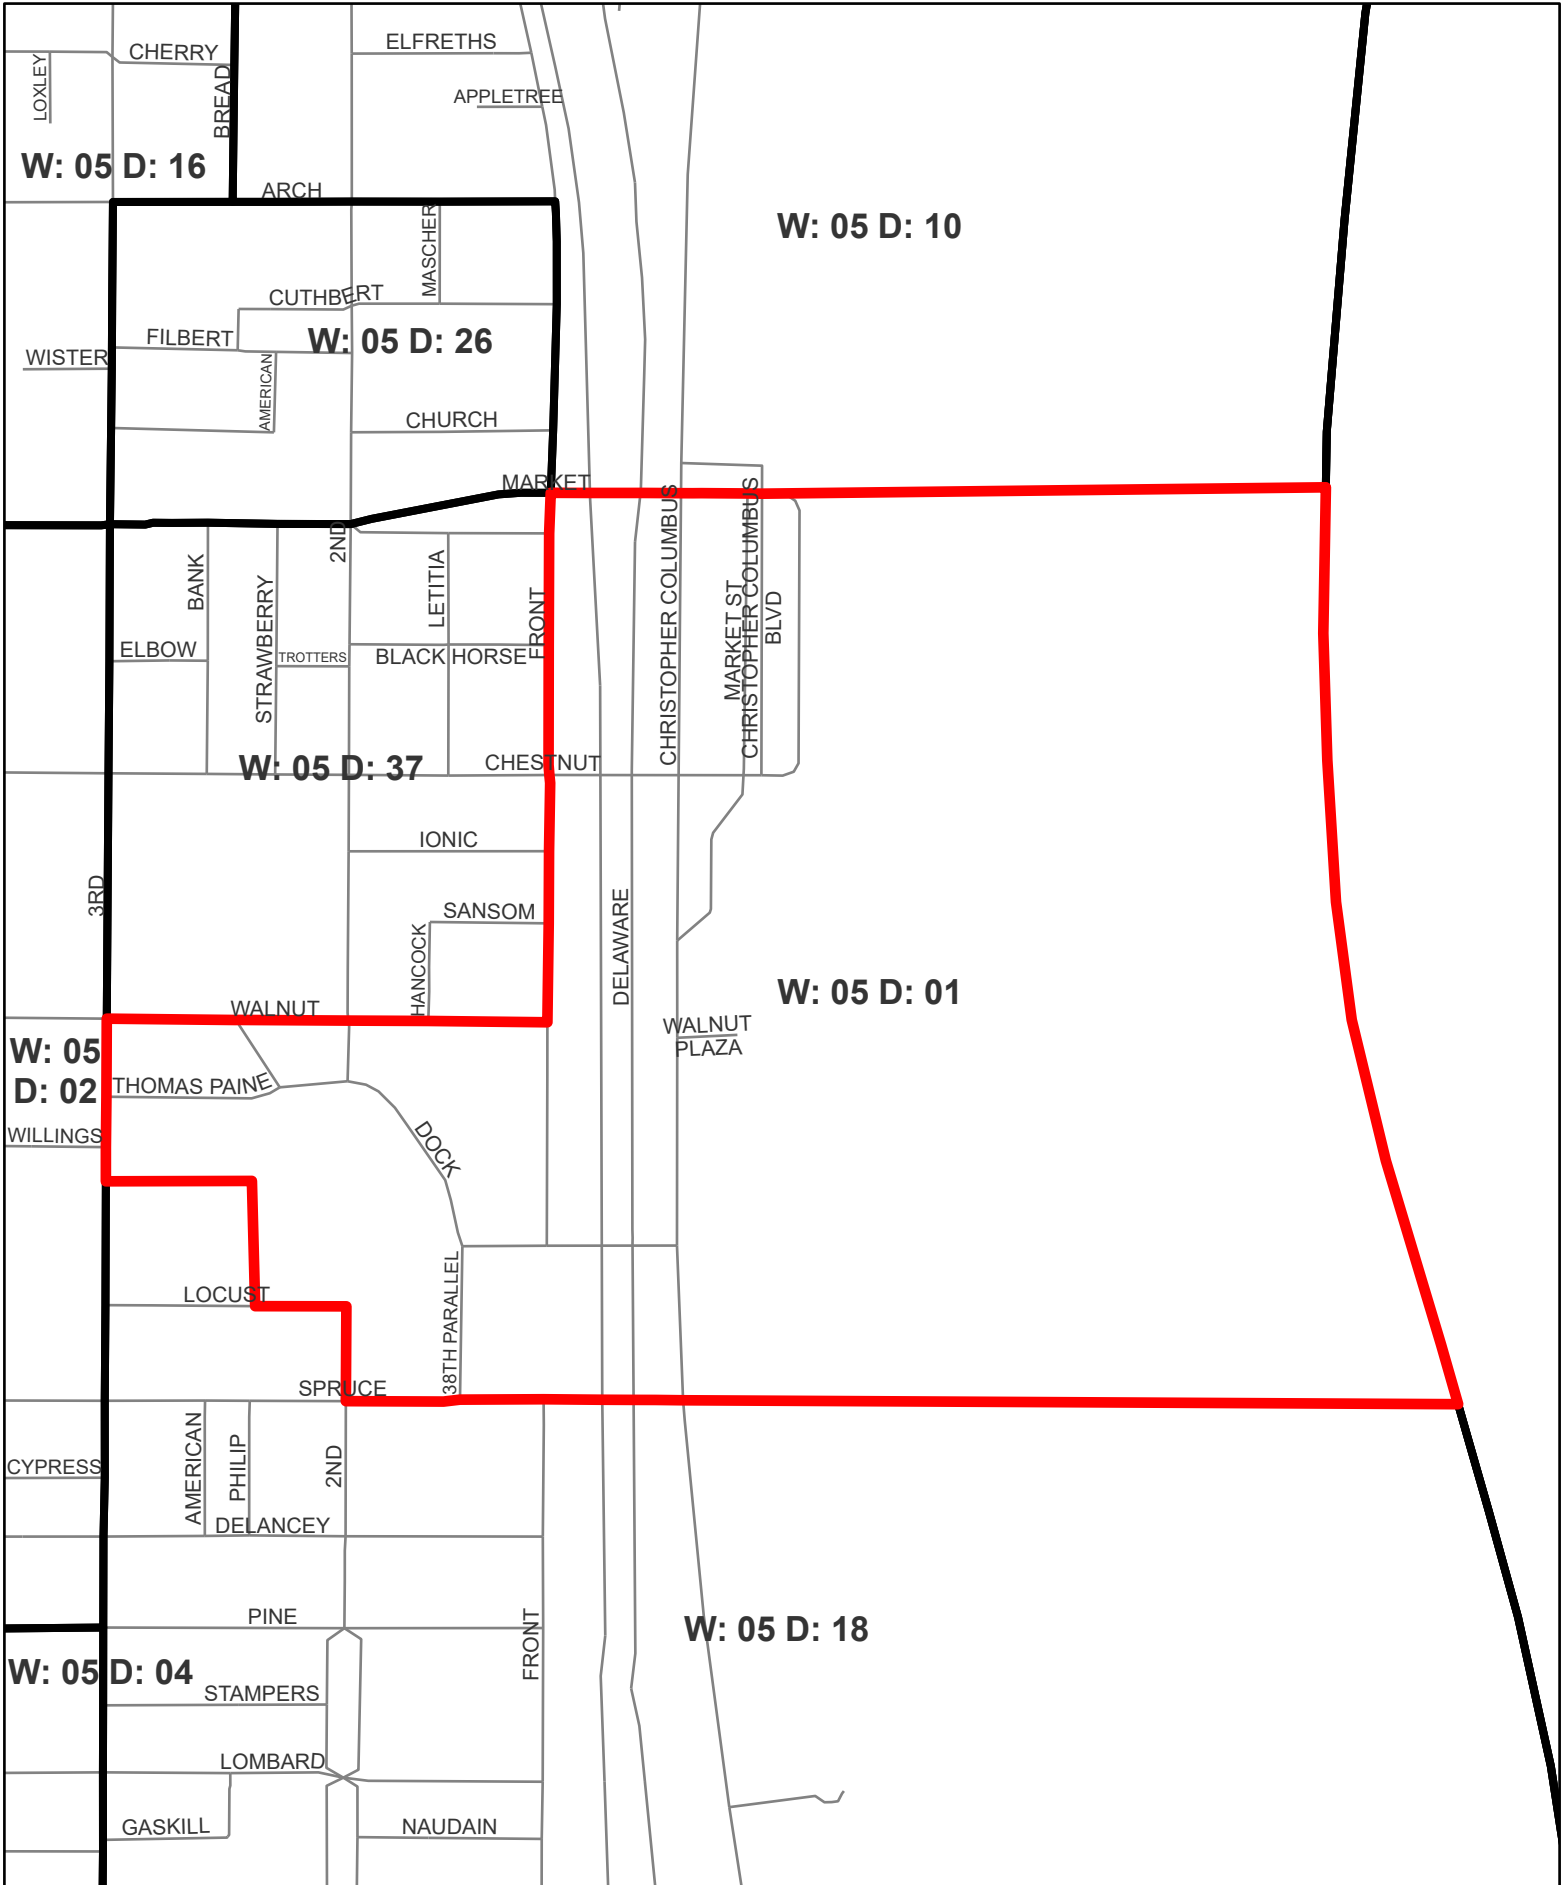 ELFRETHS
CHERRY
LOXLEY
BREAD
APPLETREE
W: 05 D: 16
ARCH
MASCHER
W: 05 D: 10
CUTHBERT
FILBERT
W: 05 D: 26
WISTER
AMERICAN
CHURCH
MARKET
2ND
BANK
LETITIA
STRAWBERRY
FRONT
CHRISTOPHER COLUMBUS
MARKET ST
CHRISTOPHER COLUMBUS
BLVD
ELBOW
TROTTERS
BLACK HORSE
W: 05 D: 37
CHESTNUT
IONIC
3RD
SANSOM
HANCOCK
DELAWARE
W: 05 D: 01
WALNUT
WALNUT
PLAZA
W: 05
D: 02
THOMAS PAINE
WILLINGS
DOCK
LOCUST
38TH PARALLEL
SPRUCE
AMERICAN
PHILIP
2ND
CYPRESS
DELANCEY
PINE
FRONT
W: 05 D: 18
W: 05 D: 04
STAMPERS
LOMBARD
GASKILL
NAUDAIN